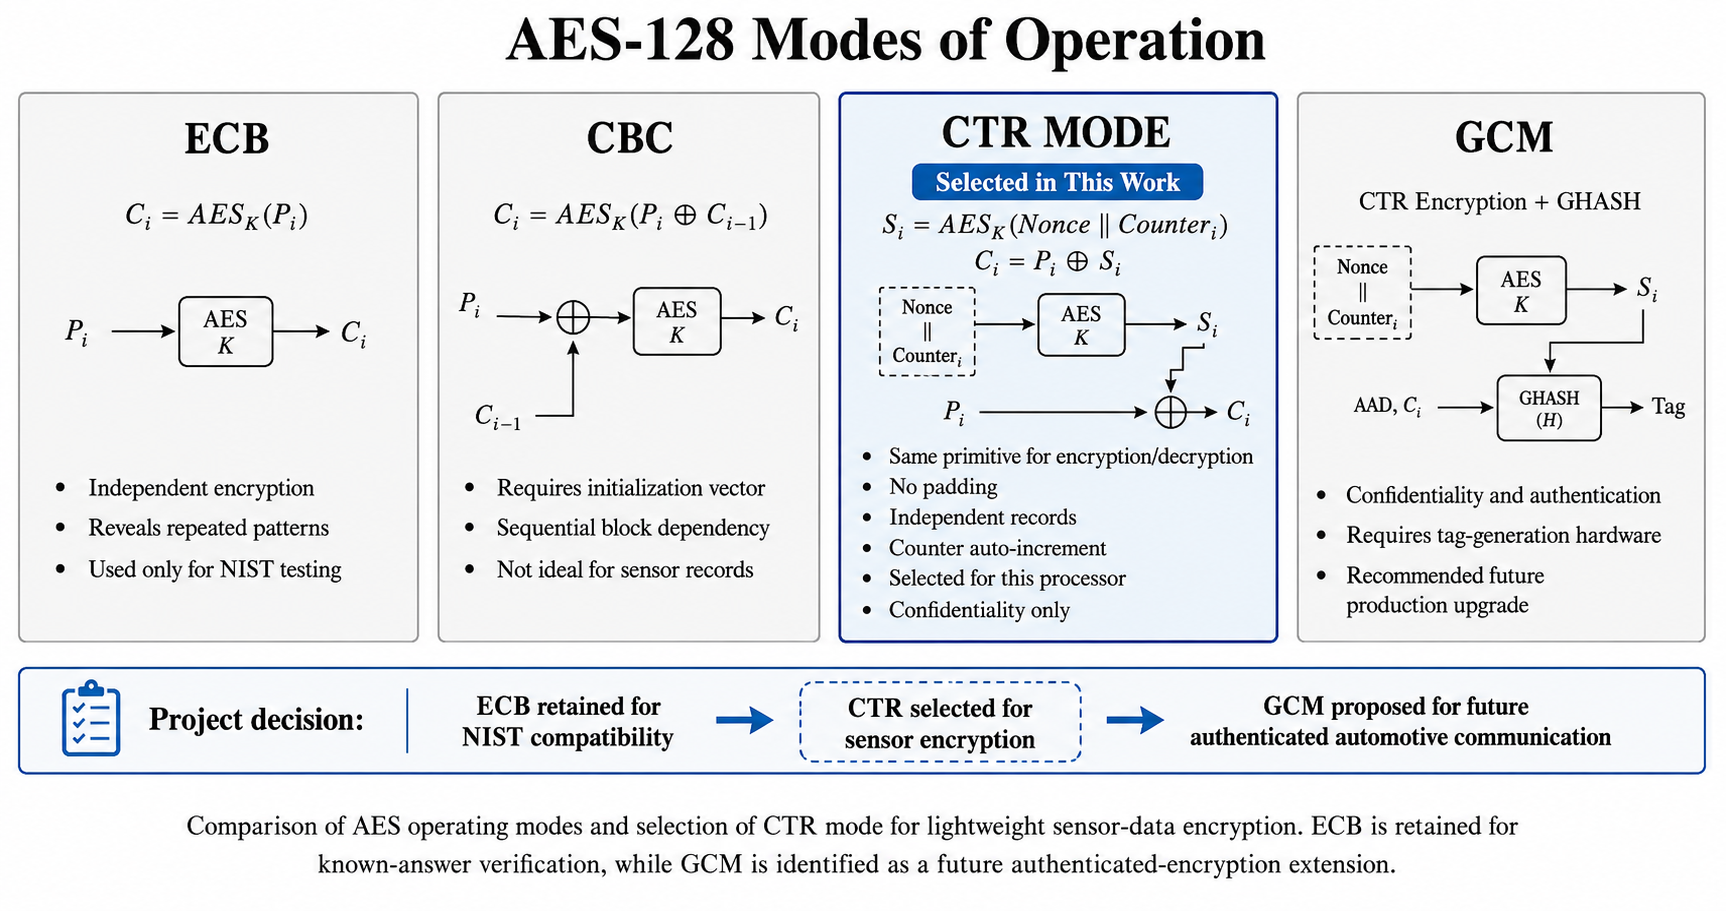 AES-128 Modes of Operation
ECB
C_i = AES_K(P_i)
P_i
AES
K
C_i
• Independent encryption
• Reveals repeated patterns
• Used only for NIST testing
CBC
C_i = AES_K(P_i ⊕ C_{i−1})
P_i
AES
K
C_i
C_{i−1}
• Requires initialization vector
• Sequential block dependency
• Not ideal for sensor records
CTR MODE
Selected in This Work
S_i = AES_K(Nonce || Counter_i)
C_i = P_i ⊕ S_i
Nonce
||
Counter_i
AES
K
S_i
P_i
C_i
• Same primitive for encryption/decryption
• No padding
• Independent records
• Counter auto-increment
• Selected for this processor
• Confidentiality only
GCM
CTR Encryption + GHASH
Nonce
||
Counter_i
AES
K
S_i
AAD, C_i
GHASH
(H)
Tag
• Confidentiality and authentication
• Requires tag-generation hardware
• Recommended future
production upgrade
Project decision:
ECB retained for
NIST compatibility
CTR selected for
sensor encryption
GCM proposed for future
authenticated automotive communication
Comparison of AES operating modes and selection of CTR mode for lightweight sensor-data encryption. ECB is retained for
known-answer verification, while GCM is identified as a future authenticated-encryption extension.